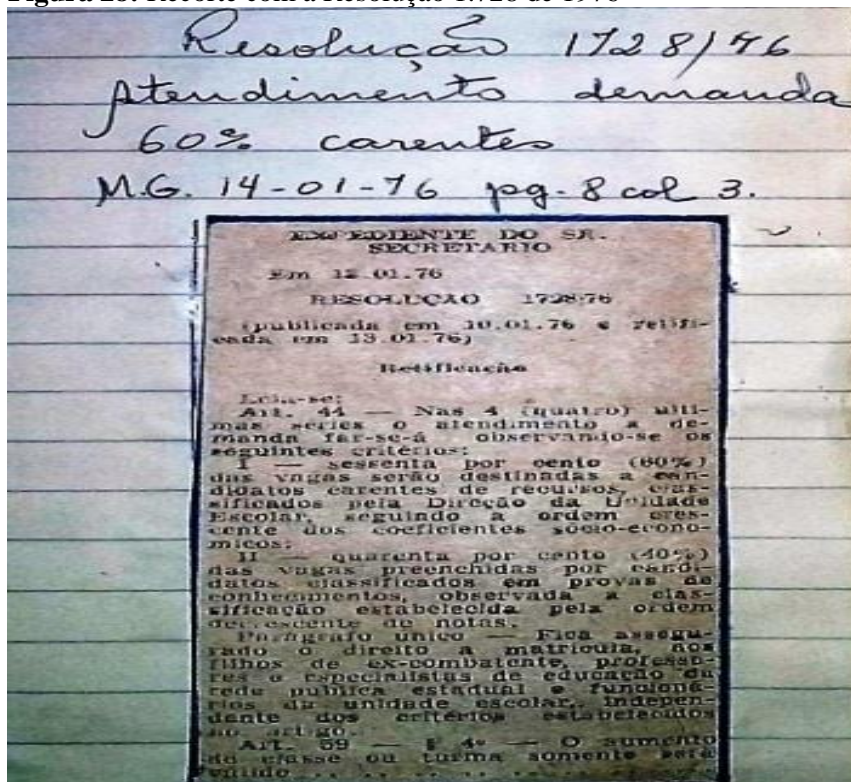 Figura 28: Recorte com a Resolução 1.728 de 1976
Resolução 1728/76
Atendimento demanda
60% carentes
M.G. 14-01-76 pg. 8 col 3.
EXPEDIENTE DO SR.
SECRETARIO
Em 12.01.76
RESOLUÇÃO 1728/76
(publicada em 10.01.76 e retifi-
cada em 13.01.76)
Retificação
Leia-se:
Art. 44 — Nas 4 (quatro) últi-
mas series o atendimento a de-
manda far-se-á observando-se os
seguintes critérios:
I — sessenta por cento (60%)
das vagas serão destinadas a can-
didatos carentes de recursos, clas-
sificados pela Direção da Unidade
Escolar, seguindo a ordem cres-
cente dos coeficientes sócio-econo-
micos;
II — quarenta por cento (40%)
das vagas preenchidas por candi-
datos classificados em provas de
conhecimentos, observada a clas-
sificação estabelecida pela ordem
decrescente de notas.
Parágrafo único — Fica assegu-
rado o direito a matricula, aos
filhos de ex-combatente, professo-
res e especialistas de educação da
rede publica estadual e funcioná-
rios da unidade escolar, indepen-
dante dos critérios estabelecidos
no artigo.
Art. 59 — § 4º — O aumento
de classe ou turma somente será